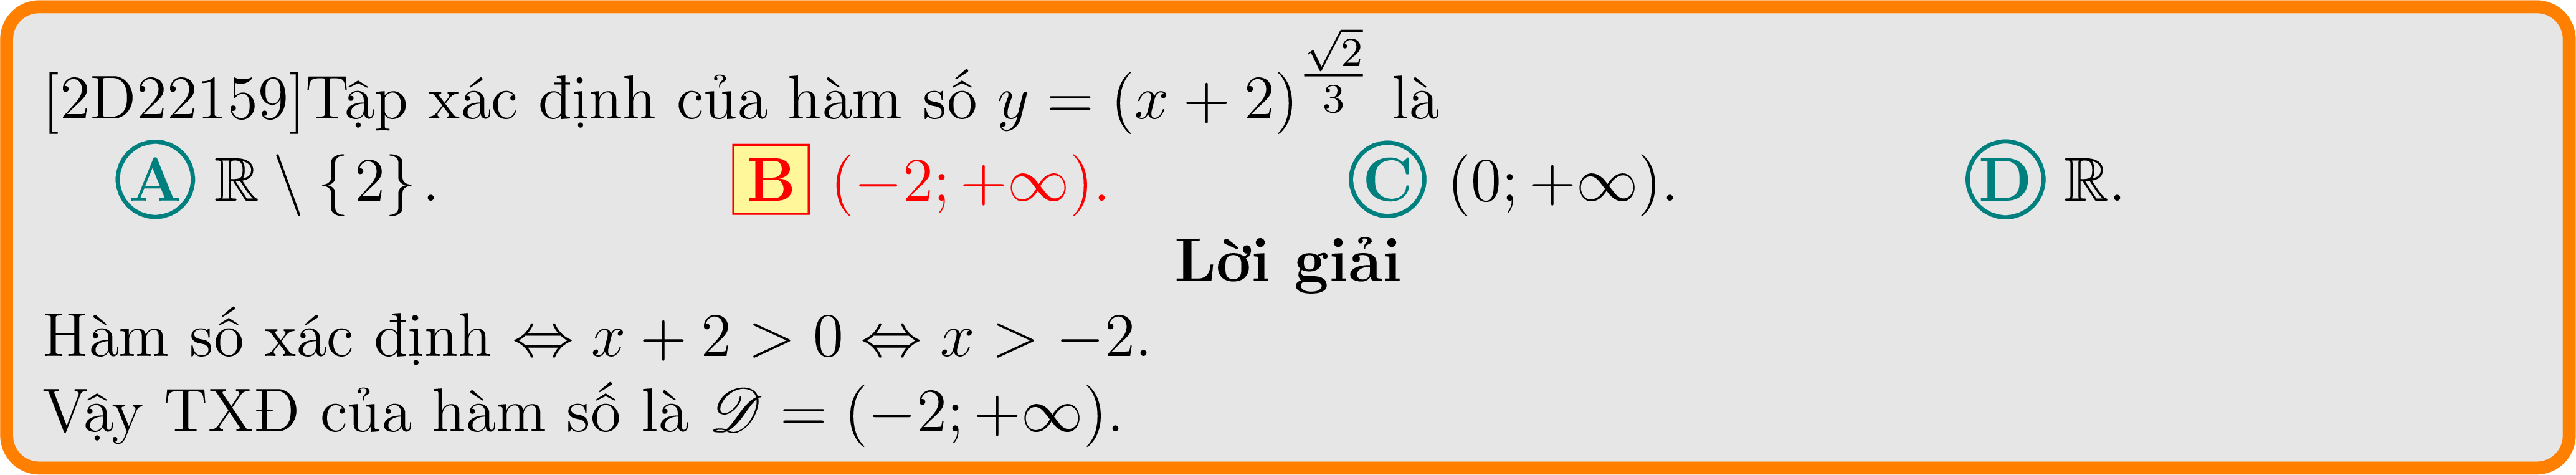 [2D22159]Tập xác định của hàm số $y = (x + 2)^{\frac{\sqrt{2}}{3}}$ là
A $\mathbb{R} \setminus \{2\}$. B $(-2; +\infty)$. C $(0; +\infty)$. D $\mathbb{R}$.
Lời giải
Hàm số xác định $\Leftrightarrow x + 2 > 0 \Leftrightarrow x > -2$.
Vậy TXĐ của hàm số là $\mathscr{D} = (-2; +\infty)$.